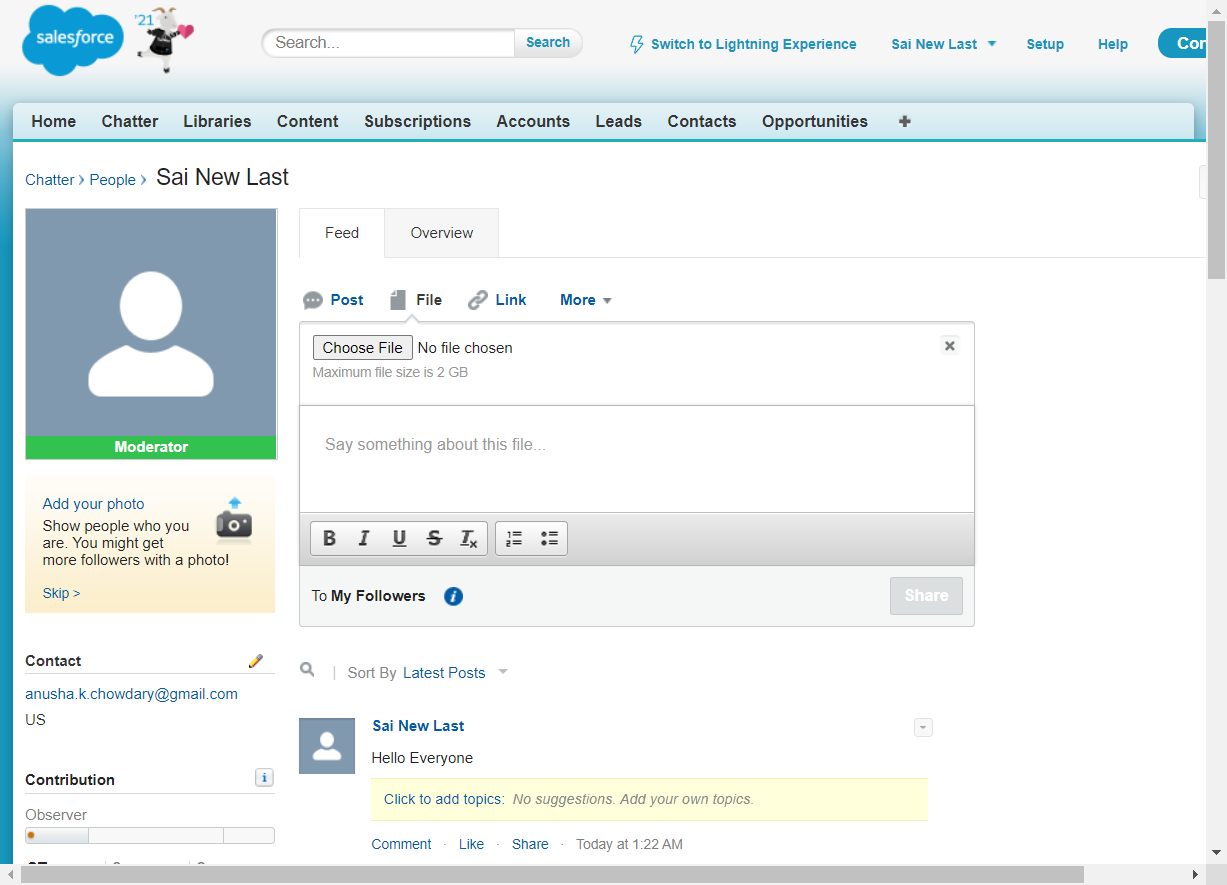 salesforce
'21
Search...
Search
Switch to Lightning Experience
Sai New Last
Setup
Help
Home
Chatter
Libraries
Content
Subscriptions
Accounts
Leads
Contacts
Opportunities
+
Chatter › People › Sai New Last
Moderator
Add your photo
Show people who you
are. You might get
more followers with a photo!
Skip >
Contact
anusha.k.chowdary@gmail.com
US
Contribution
i
Observer
Feed
Overview
Post
File
Link
More
Choose File No file chosen
Maximum file size is 2 GB
Say something about this file...
B I U S Tx
To My Followers
i
Share
| Sort By Latest Posts
Sai New Last
Hello Everyone
Click to add topics: No suggestions. Add your own topics.
Comment · Like · Share · Today at 1:22 AM